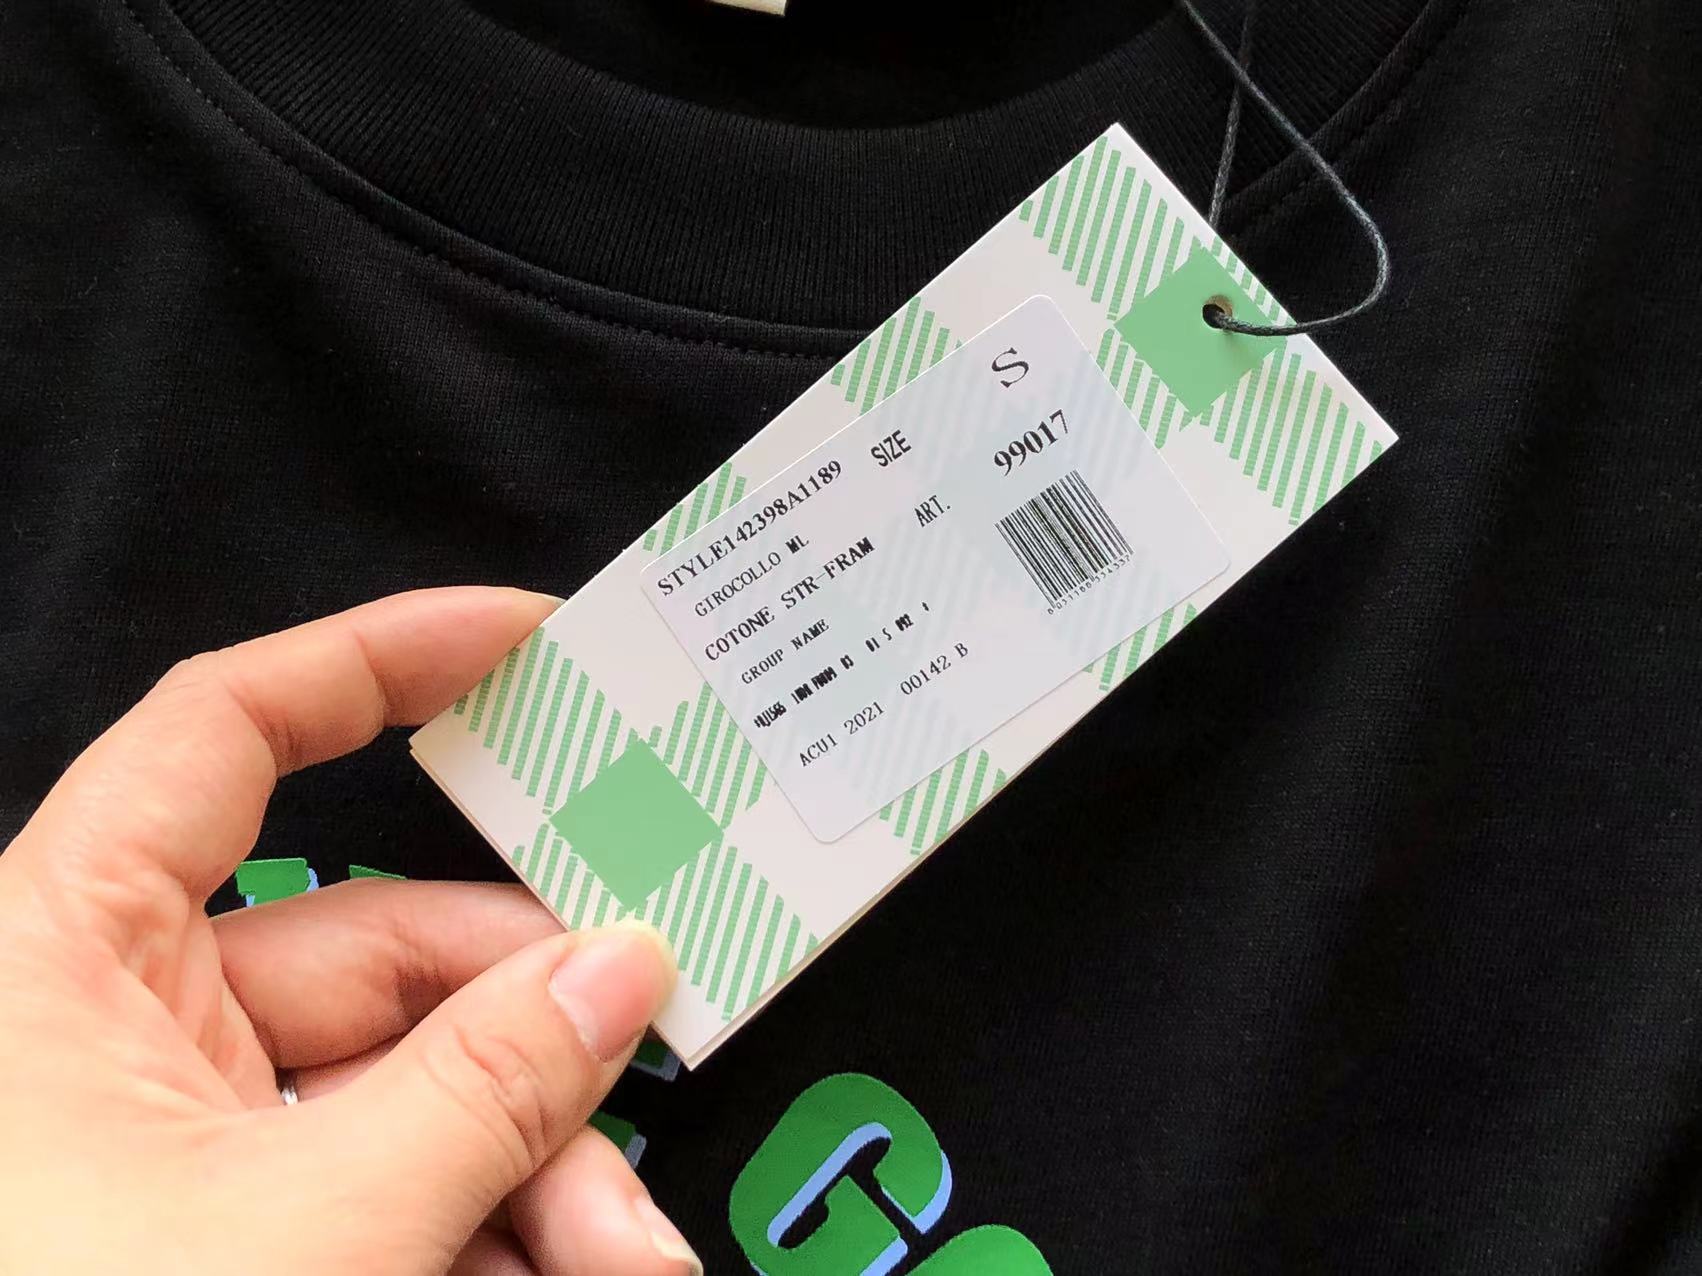 STYLE142398A1189 SIZE S
GIROCOLLO ML
COTONE STR-FRAM ART. 99017
GROUP NAME
ACU1 2021 00142 B
G